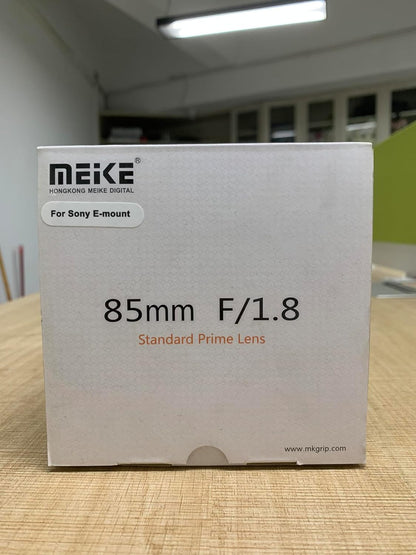 MEIKE®
HONGKONG MEIKE DIGITAL
For Sony E-mount
85mm F/1.8
Standard Prime Lens
www.mkgrip.com